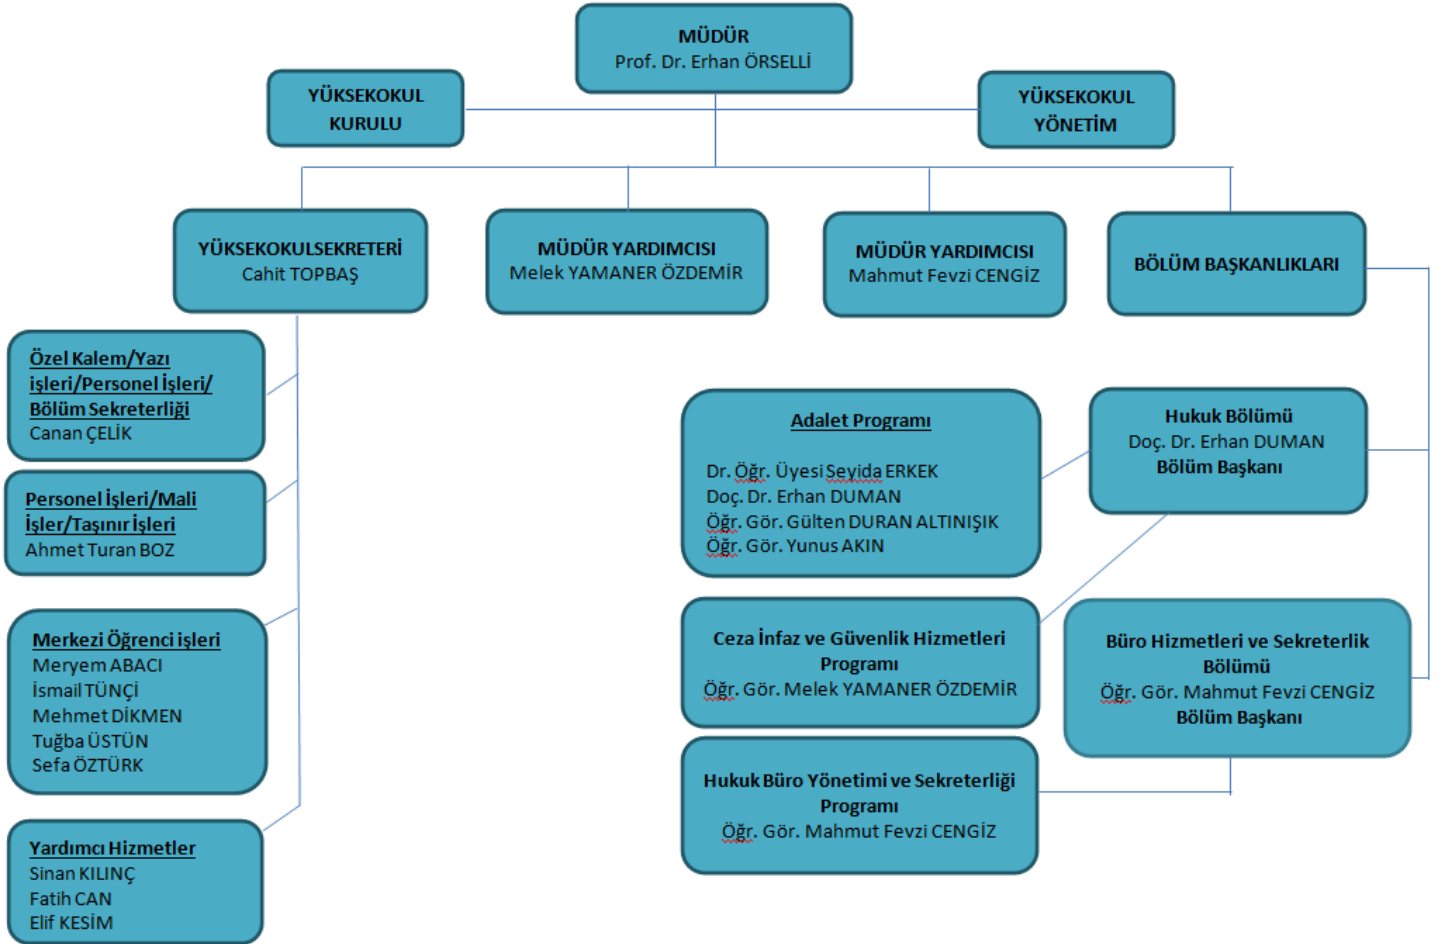 MÜDÜR
Prof. Dr. Erhan ÖRSELLİ
YÜKSEKOKUL
KURULU
YÜKSEKOKUL
YÖNETİM
YÜKSEKOKULSEKRETERİ
Cahit TOPBAŞ
MÜDÜR YARDIMCISI
Melek YAMANER ÖZDEMİR
MÜDÜR YARDIMCISI
Mahmut Fevzi CENGİZ
BÖLÜM BAŞKANLIKLARI
Özel Kalem/Yazı
işleri/Personel İşleri/
Bölüm Sekreterliği
Canan ÇELİK
Personel İşleri/Mali
İşler/Taşınır İşleri
Ahmet Turan BOZ
Merkezi Öğrenci işleri
Meryem ABACI
İsmail TÜNÇİ
Mehmet DİKMEN
Tuğba ÜSTÜN
Sefa ÖZTÜRK
Yardımcı Hizmetler
Sinan KILINÇ
Fatih CAN
Elif KESİM
Adalet Programı
Dr. Öğr. Üyesi Seyida ERKEK
Doç. Dr. Erhan DUMAN
Öğr. Gör. Gülten DURAN ALTINIŞIK
Öğr. Gör. Yunus AKIN
Hukuk Bölümü
Doç. Dr. Erhan DUMAN
Bölüm Başkanı
Ceza İnfaz ve Güvenlik Hizmetleri
Programı
Öğr. Gör. Melek YAMANER ÖZDEMİR
Büro Hizmetleri ve Sekreterlik
Bölümü
Öğr. Gör. Mahmut Fevzi CENGİZ
Bölüm Başkanı
Hukuk Büro Yönetimi ve Sekreterliği
Programı
Öğr. Gör. Mahmut Fevzi CENGİZ